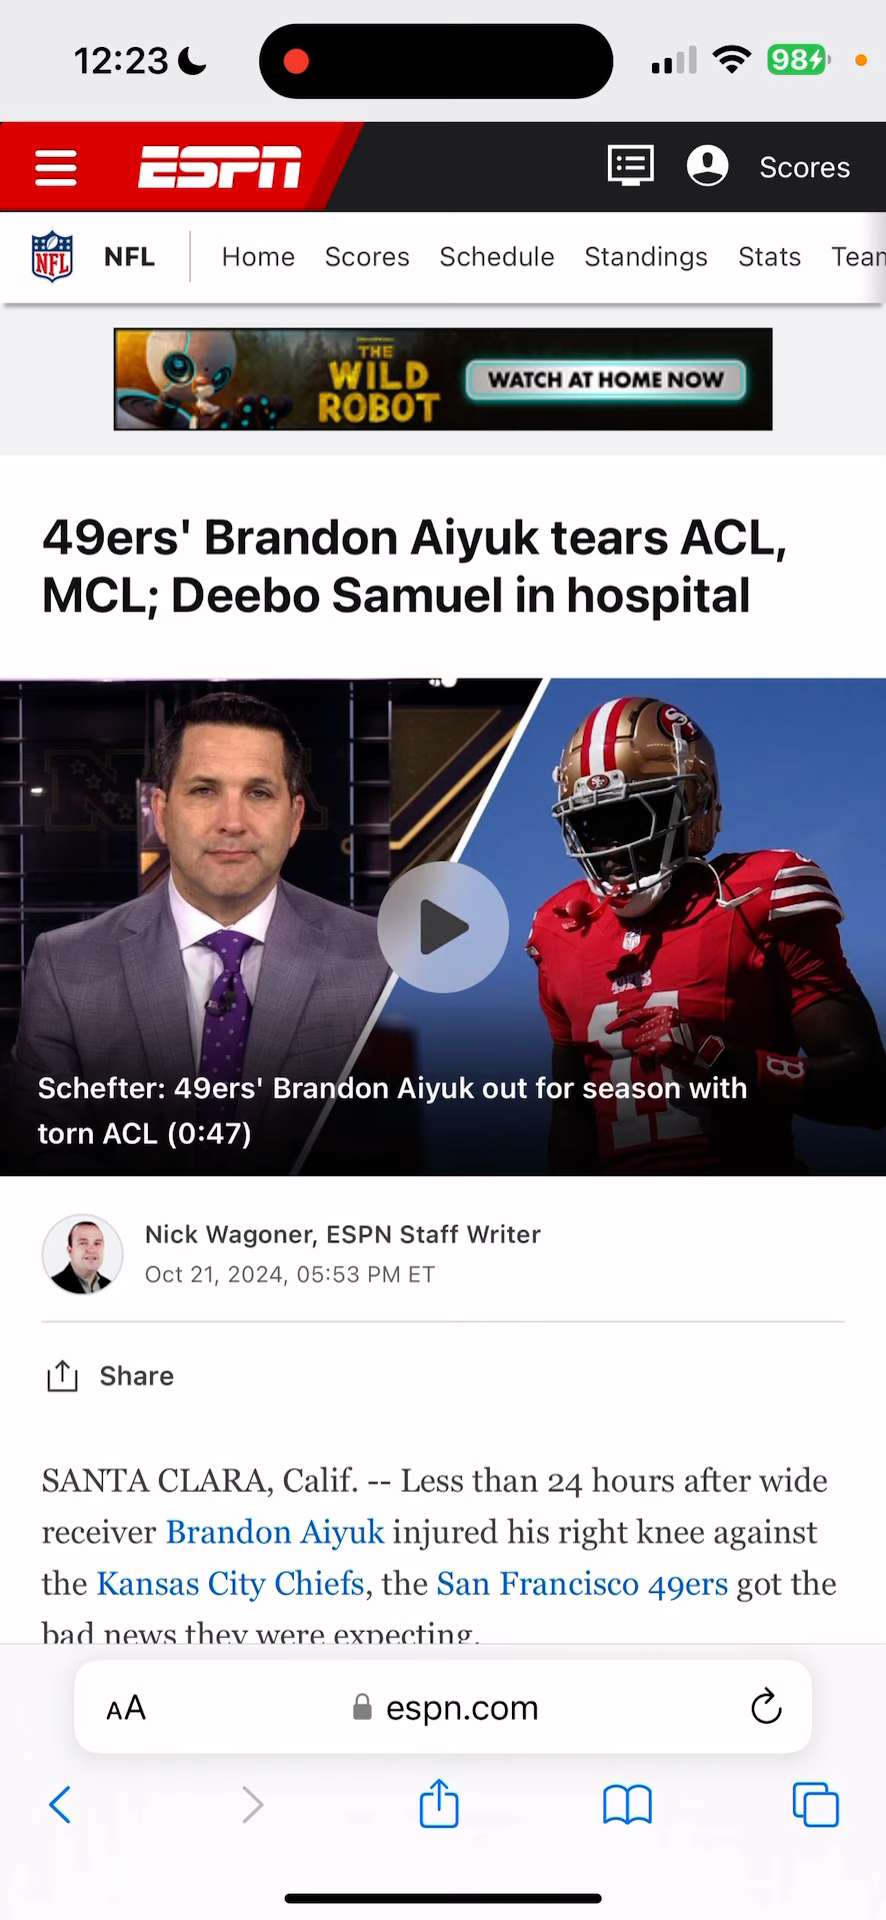 12:23
98
ESPN
Scores
NFL
NFL
Home
Scores
Schedule
Standings
Stats
Team
THE
WILD
ROBOT
WATCH AT HOME NOW
49ers' Brandon Aiyuk tears ACL,
MCL; Deebo Samuel in hospital
11
Schefter: 49ers' Brandon Aiyuk out for season with
torn ACL (0:47)
Nick Wagoner, ESPN Staff Writer
Oct 21, 2024, 05:53 PM ET
Share
SANTA CLARA, Calif. -- Less than 24 hours after wide
receiver Brandon Aiyuk injured his right knee against
the Kansas City Chiefs, the San Francisco 49ers got the
bad news they were expecting.
AA
espn.com